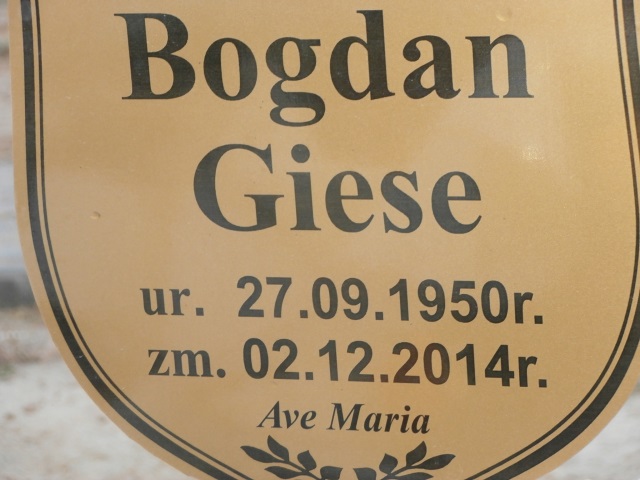 Bogdan
Giese
ur. 27.09.1950r.
zm. 02.12.2014r.
Ave Maria